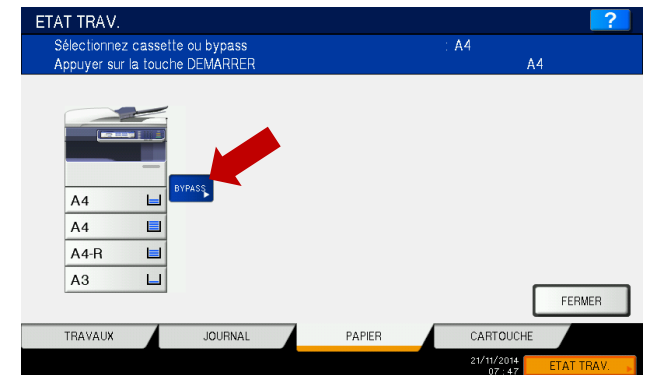 ETAT TRAV.
?
Sélectionnez cassette ou bypass : A4
Appuyer sur la touche DEMARRER A4
BYPASS
A4
A4
A4-R
A3
FERMER
TRAVAUX JOURNAL PAPIER CARTOUCHE
21/11/2014
07 : 47
ETAT TRAV.